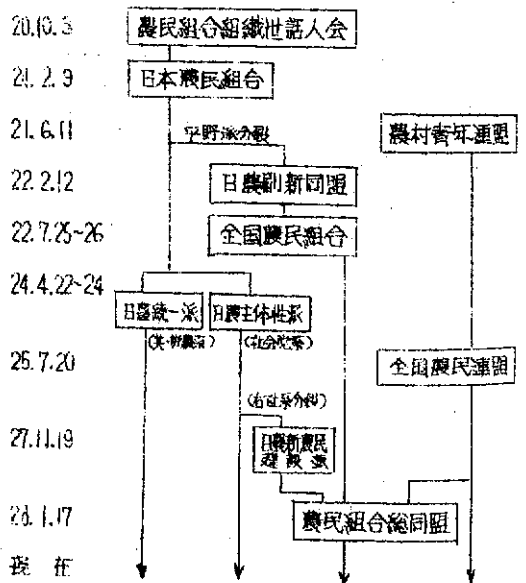 20.10.3
農民組合組織世話人会
21.2.9
日本農民組合
21.6.11
平野派分裂
農村青年連盟
22.2.12
日農刷新同盟
22.7.25~26
全国農民組合
24.4.22~24
日農統一派
日農主体性派
(社会党系)
25.7.20
全国農民連盟
(右社系分裂)
27.11.19
日農新農民
建設派
28.1.17
農民組合総同盟
現在